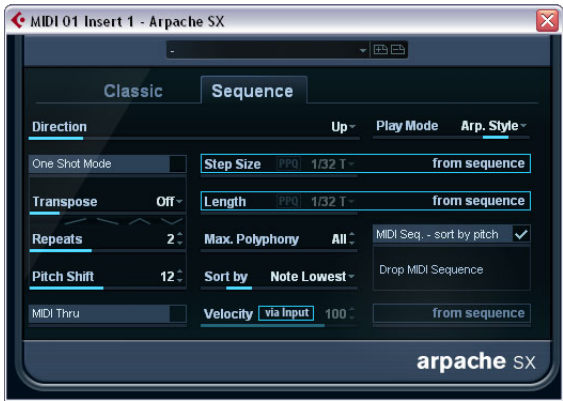 MIDI 01 Insert 1 - Arpache SX
-
Classic Sequence
Direction Up Play Mode Arp. Style
One Shot Mode Step Size PPQ 1/32 T from sequence
Transpose Off Length PPQ 1/32 T from sequence
Repeats 2 Max. Polyphony All MIDI Seq. - sort by pitch
Pitch Shift 12 Sort by Note Lowest Drop MIDI Sequence
MIDI Thru Velocity via Input 100 from sequence
arpache SX